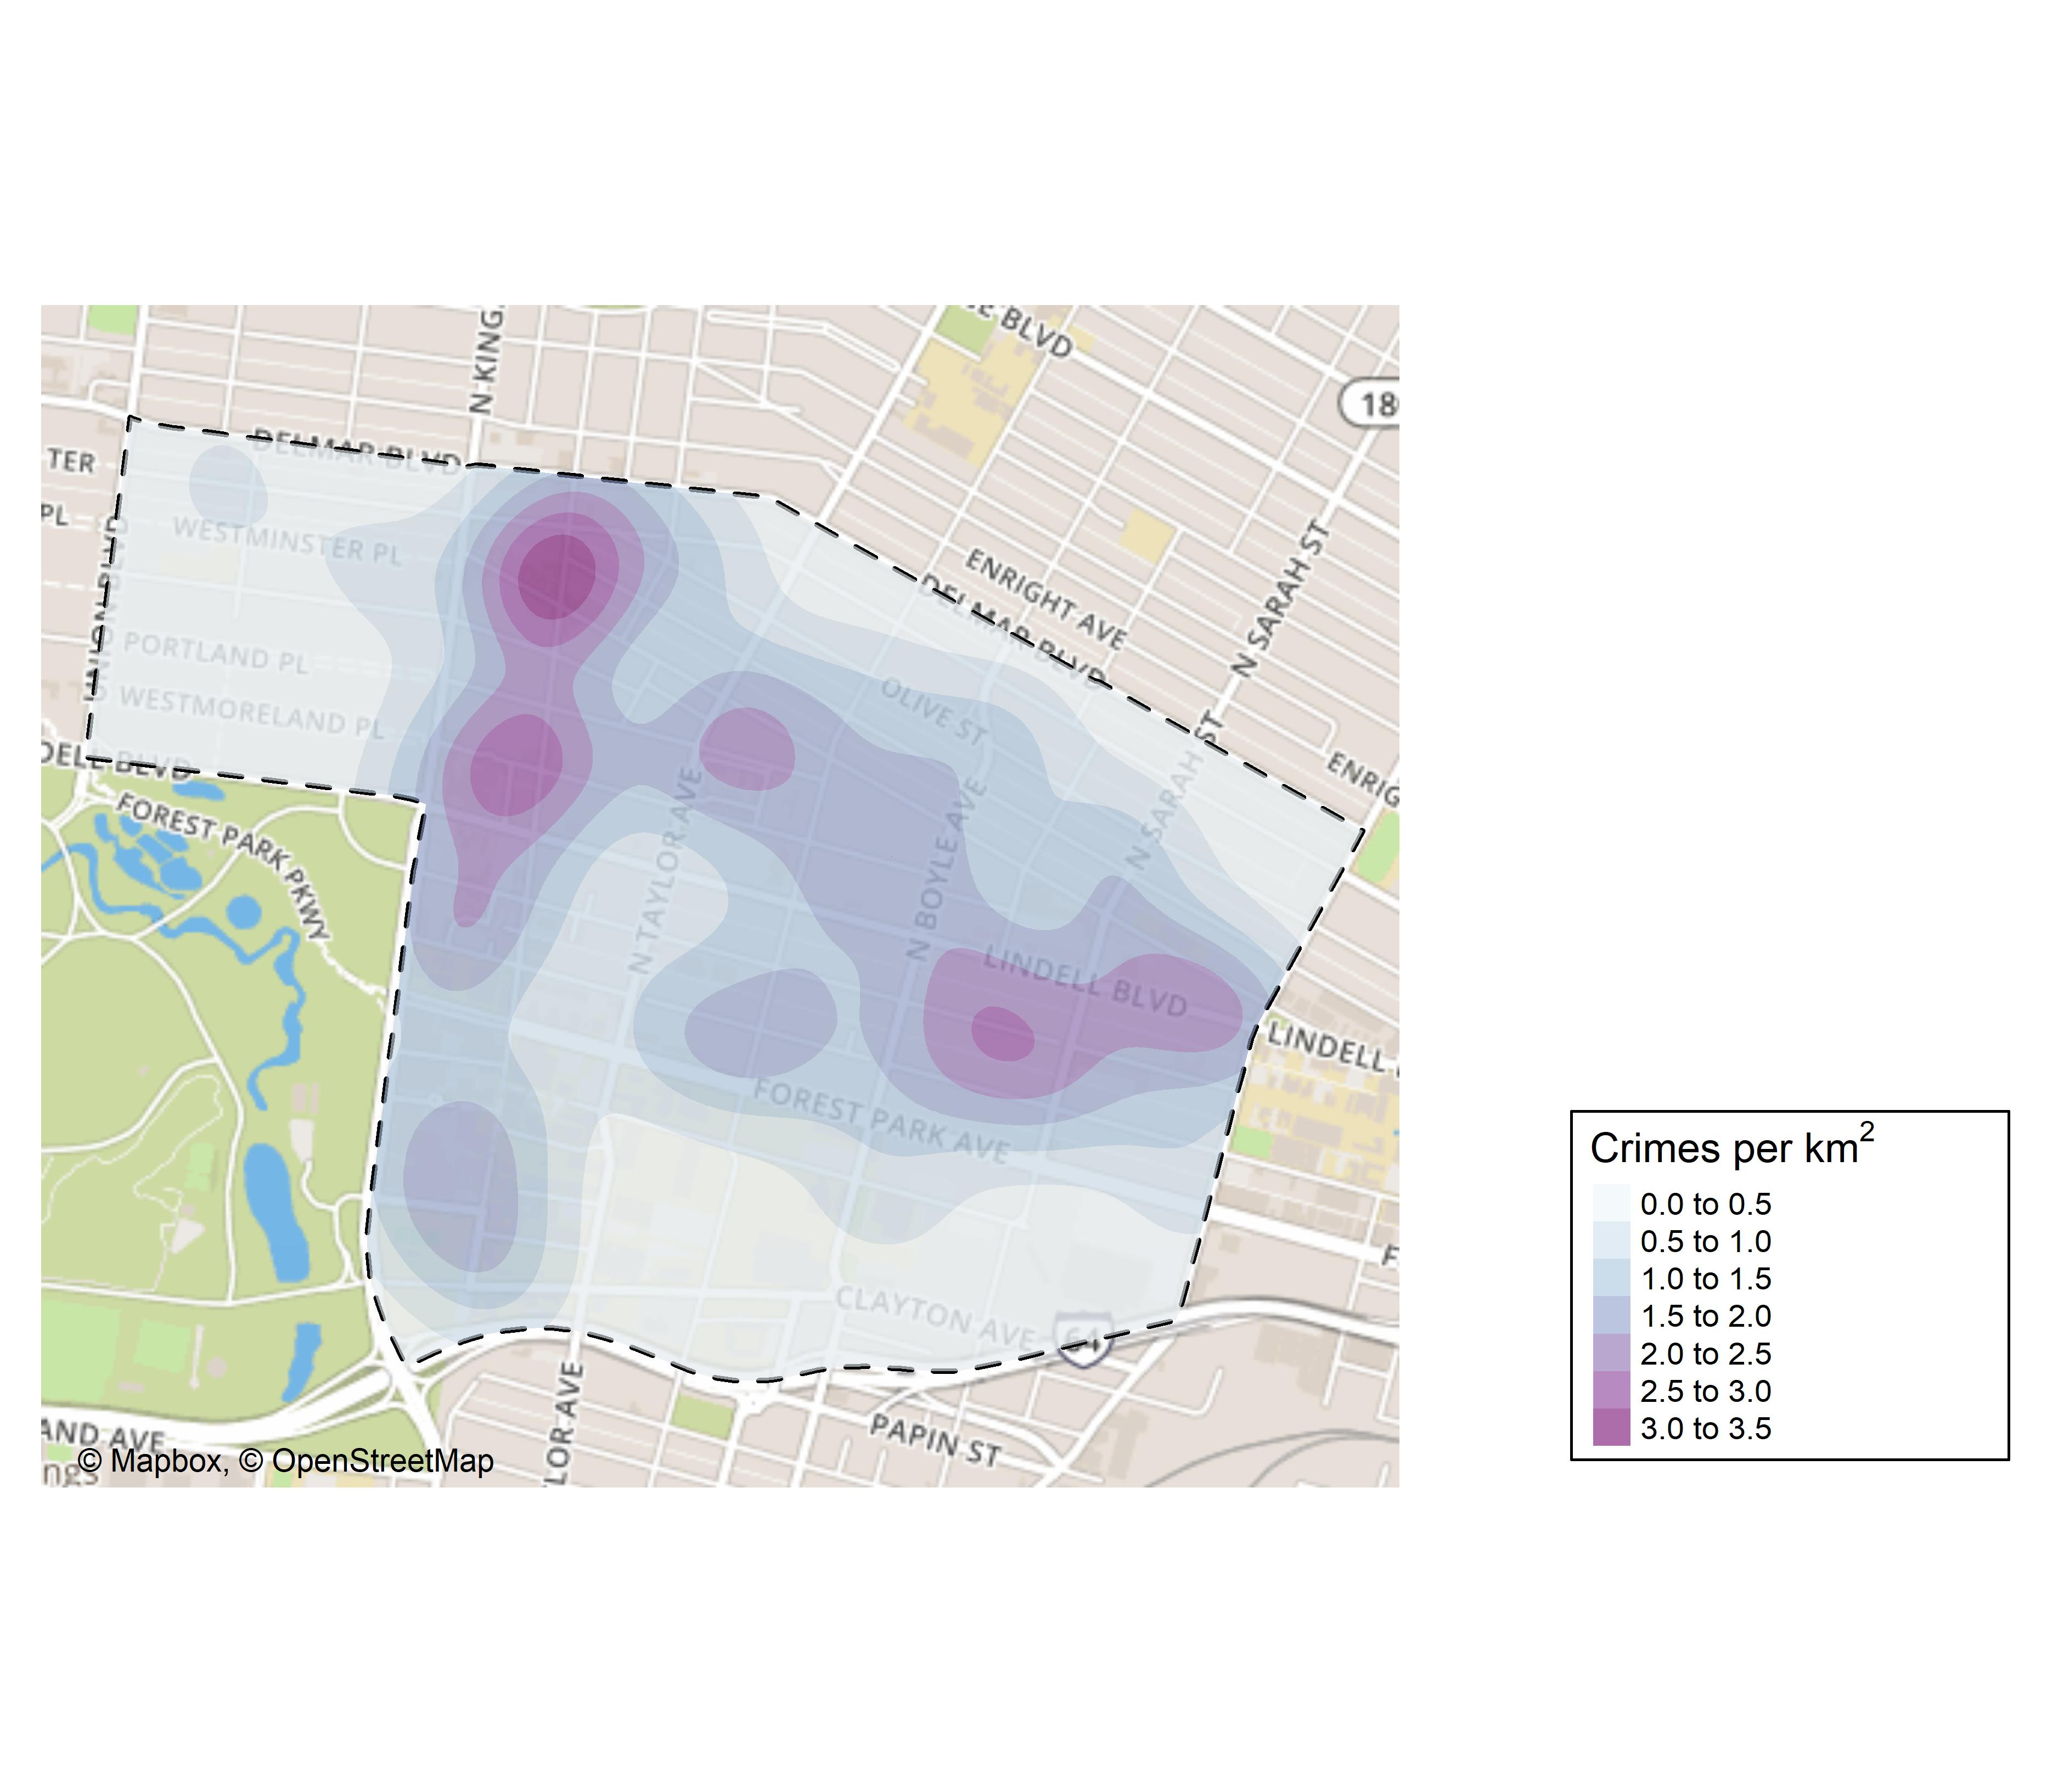 N KING
E BLVD
18
TER
DELMAR BLVD
PL
WESTMINSTER PL
UNION BLVD
ENRIGHT AVE
DELMAR BLVD
N SARAH ST
PORTLAND PL
WESTMORELAND PL
OLIVE ST
DELL BLVD
FOREST PARK PKWY
N TAYLOR AVE
N BOYLE AVE
N SARAH ST
ENRIG
LINDELL BLVD
LINDELL
FOREST PARK AVE
F
CLAYTON AVE
64
LOR AVE
PAPIN ST
AND AVE
ngs
© Mapbox, © OpenStreetMap
Crimes per km2
0.0 to 0.5
0.5 to 1.0
1.0 to 1.5
1.5 to 2.0
2.0 to 2.5
2.5 to 3.0
3.0 to 3.5